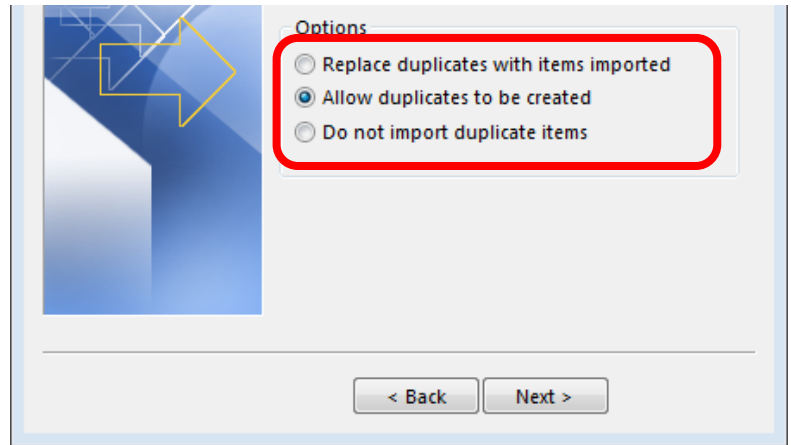 Options
Replace duplicates with items imported
Allow duplicates to be created
Do not import duplicate items
< Back Next >